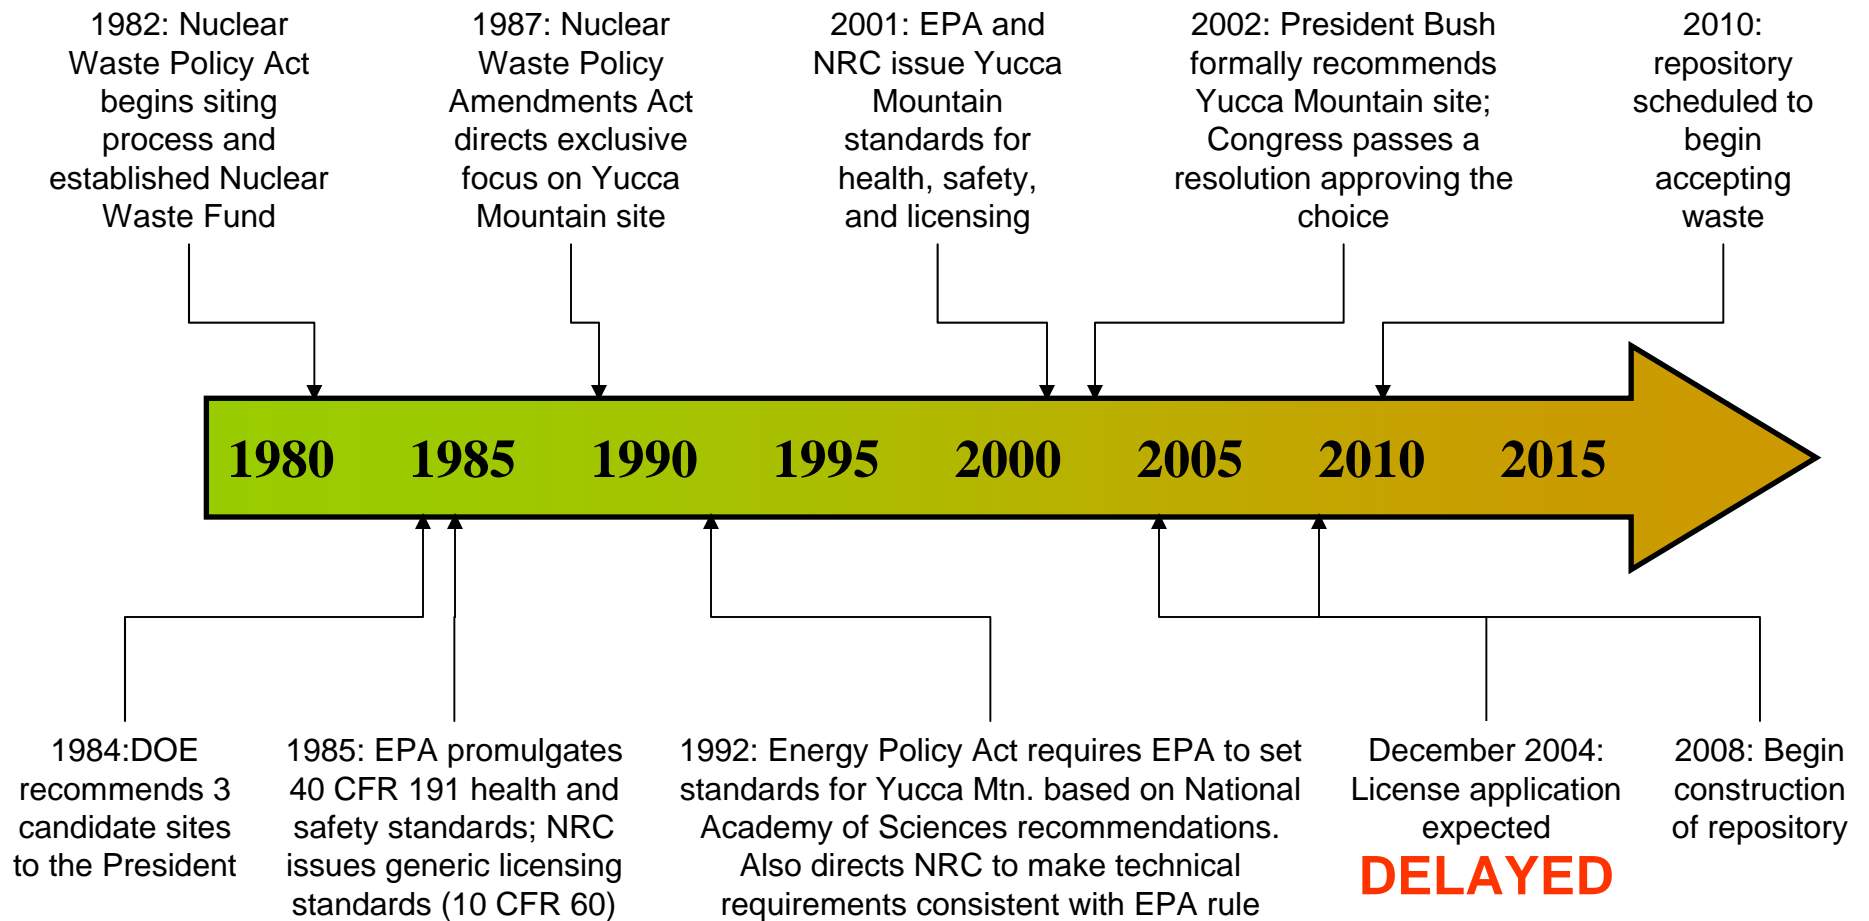 1982: Nuclear
Waste Policy Act
begins siting
process and
established Nuclear
Waste Fund
1987: Nuclear
Waste Policy
Amendments Act
directs exclusive
focus on Yucca
Mountain site
2001: EPA and
NRC issue Yucca
Mountain
standards for
health, safety,
and licensing
2002: President Bush
formally recommends
Yucca Mountain site;
Congress passes a
resolution approving the
choice
2010:
repository
scheduled to
begin
accepting
waste
1980 1985 1990 1995 2000 2005 2010 2015
1984:DOE
recommends 3
candidate sites
to the President
1985: EPA promulgates
40 CFR 191 health and
safety standards; NRC
issues generic licensing
standards (10 CFR 60)
1992: Energy Policy Act requires EPA to set
standards for Yucca Mtn. based on National
Academy of Sciences recommendations.
Also directs NRC to make technical
requirements consistent with EPA rule
December 2004:
License application
expected
DELAYED
2008: Begin
construction
of repository